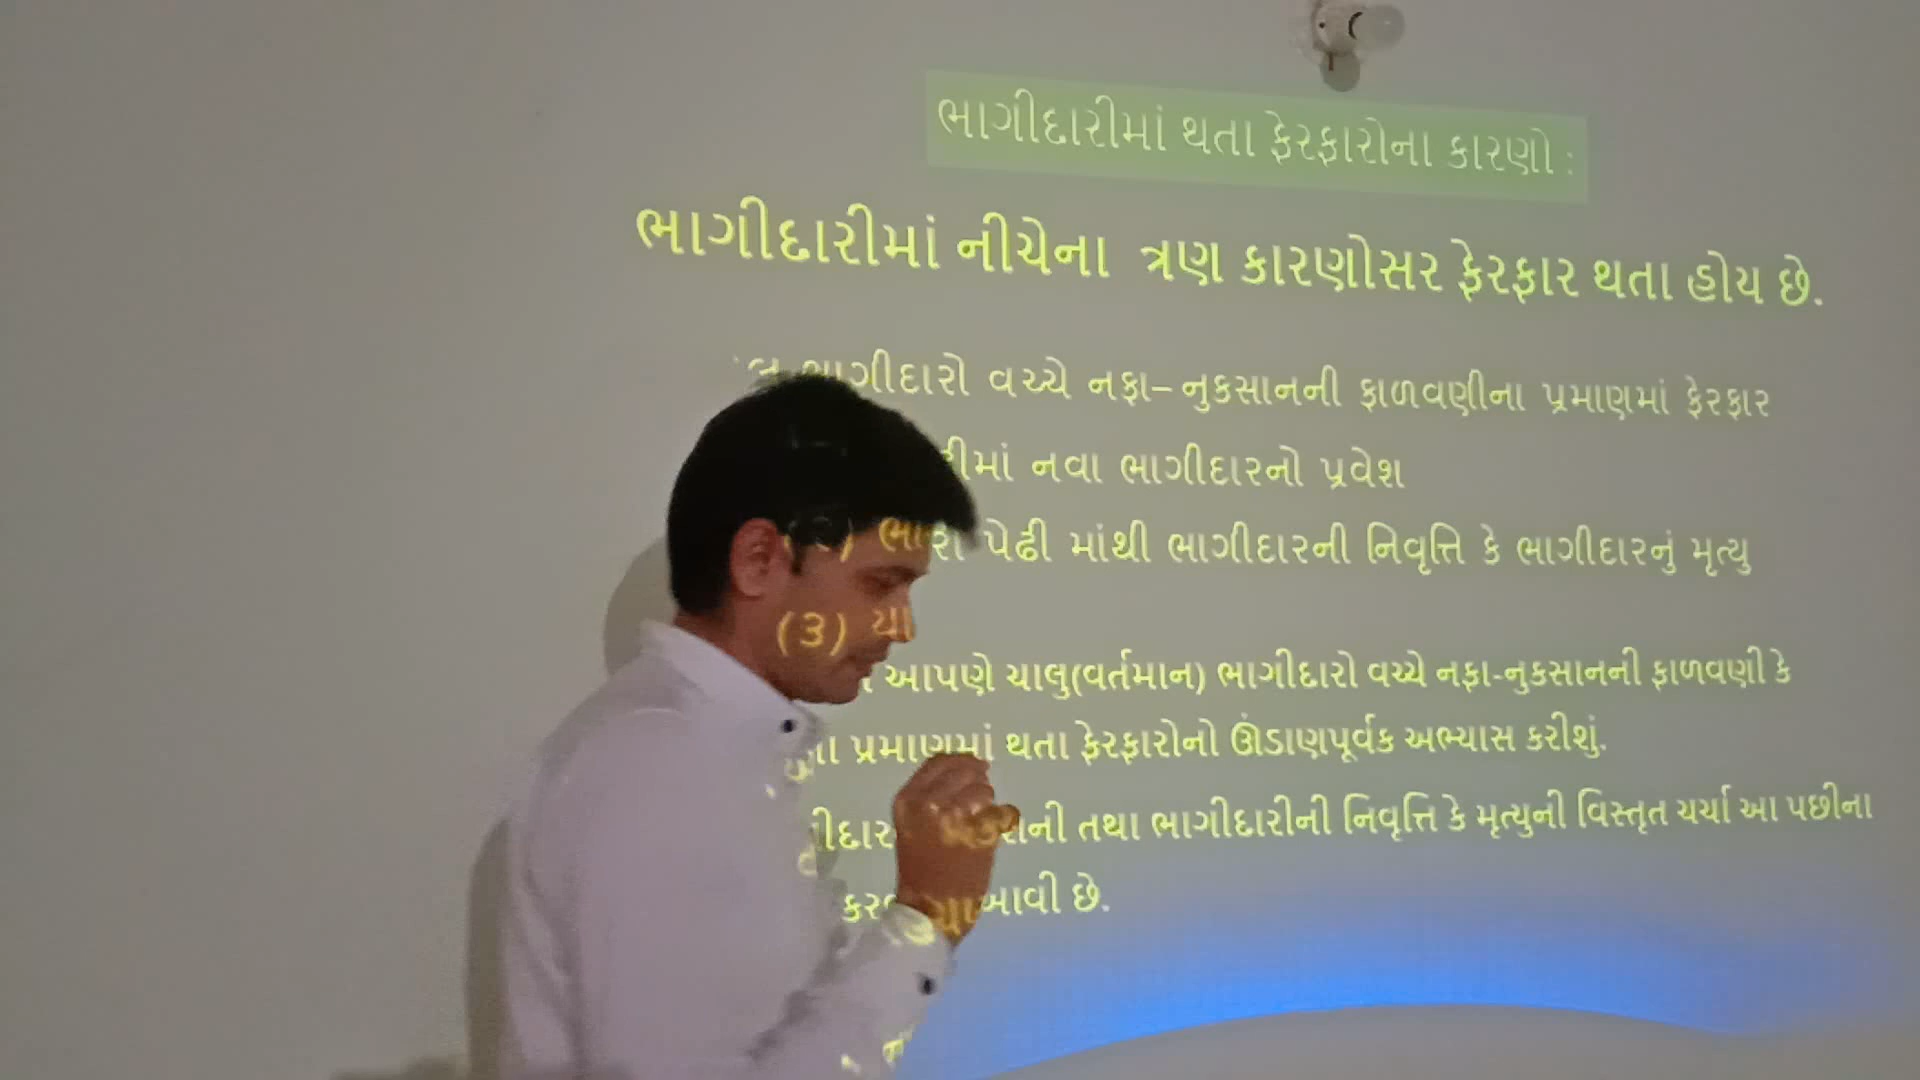 ભાગીદારીમાં થતા ફેરફારોના કારણો :
ભાગીદારીમાં નીચેના ત્રણ કારણોસર ફેરફાર થતા હોય છે.
ભાગીદારો વચ્ચે નફા– નુકસાનની ફાળવણીના પ્રમાણમાં ફેરફાર
નવા ભાગીદારનો પ્રવેશ
પેઢી માંથી ભાગીદારની નિવૃત્તિ કે ભાગીદારનું મૃત્યુ
(૩)
આપણે ચાલુ(વર્તમાન) ભાગીદારો વચ્ચે નફા-નુકસાનની ફાળવણી કે
પ્રમાણમાં થતા ફેરફારોનો ઊંડાણપૂર્વક અભ્યાસ કરીશું.
તથા ભાગીદારીની નિવૃત્તિ કે મૃત્યુની વિસ્તૃત ચર્ચા આ પછીના
આવી છે.